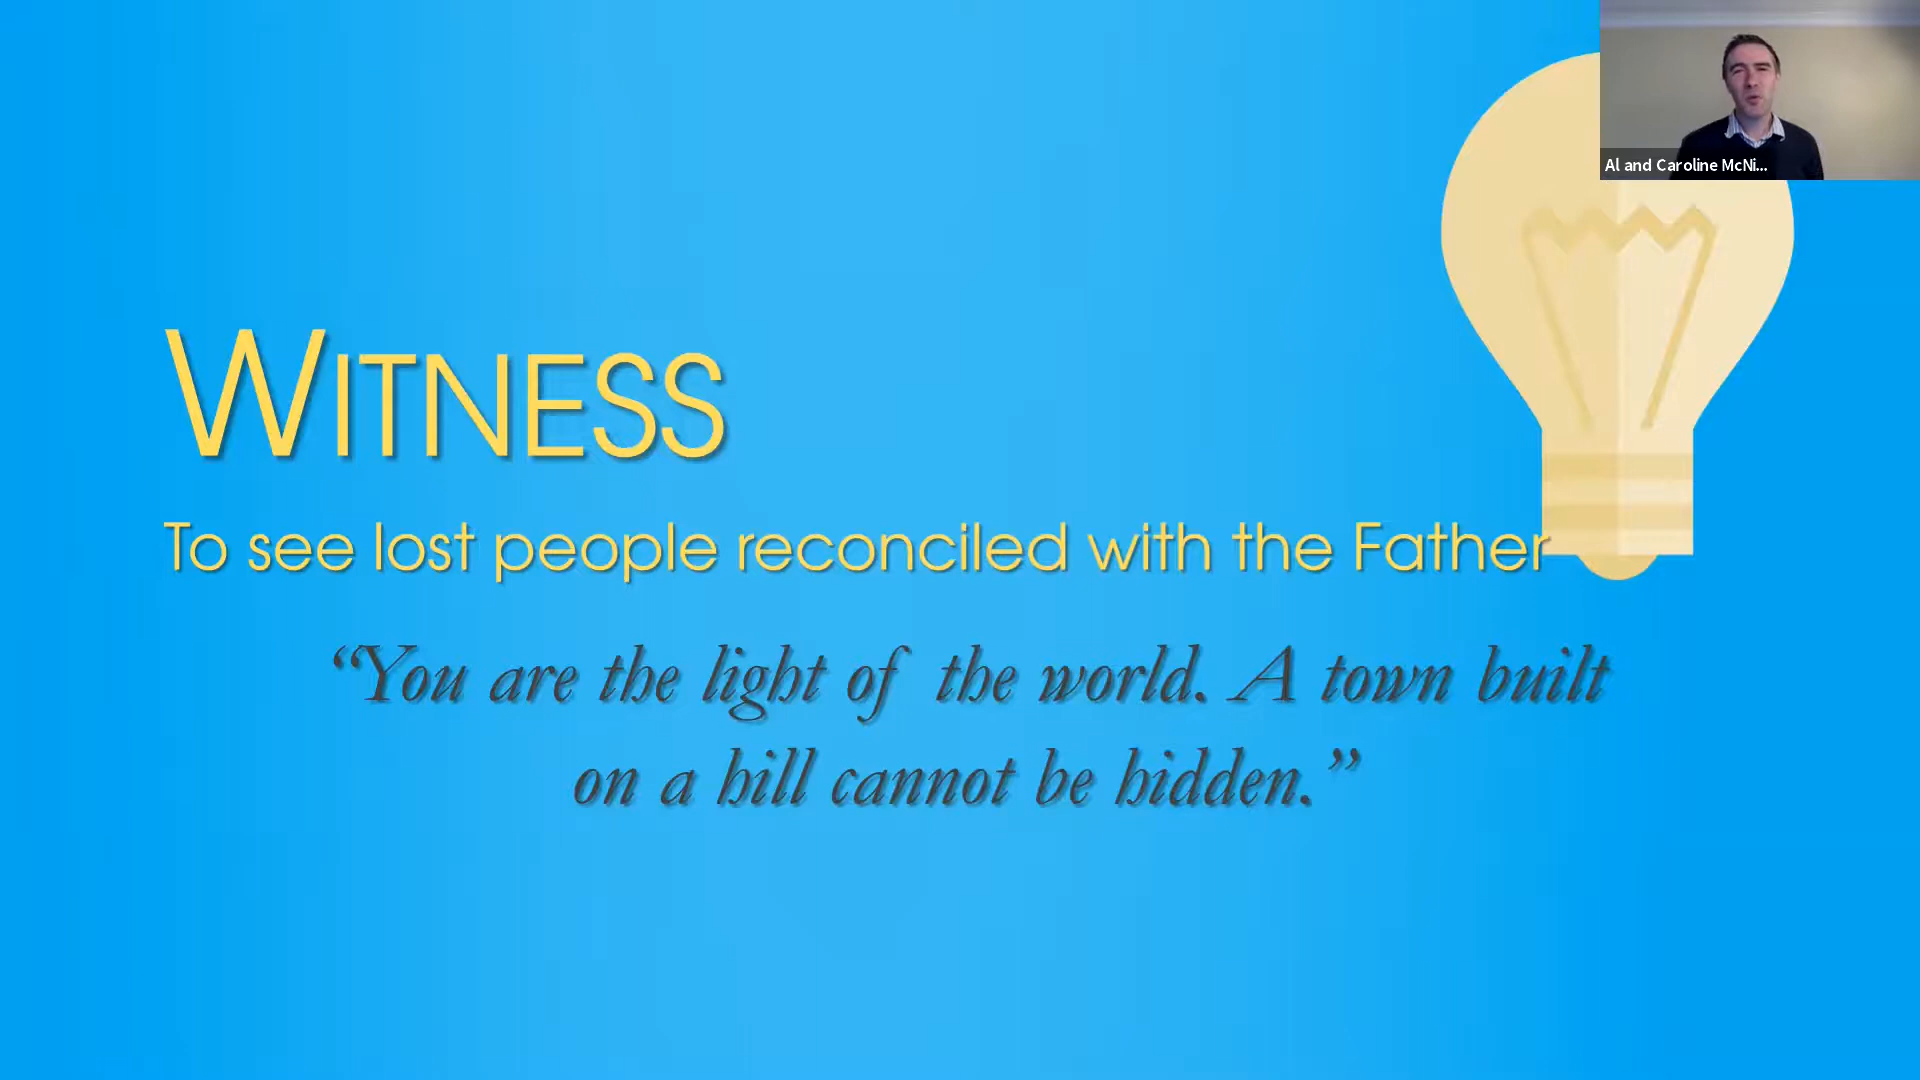 Al and Caroline McNi...
WITNESS
To see lost people reconciled with the Father
“You are the light of the world. A town built
on a hill cannot be hidden.”